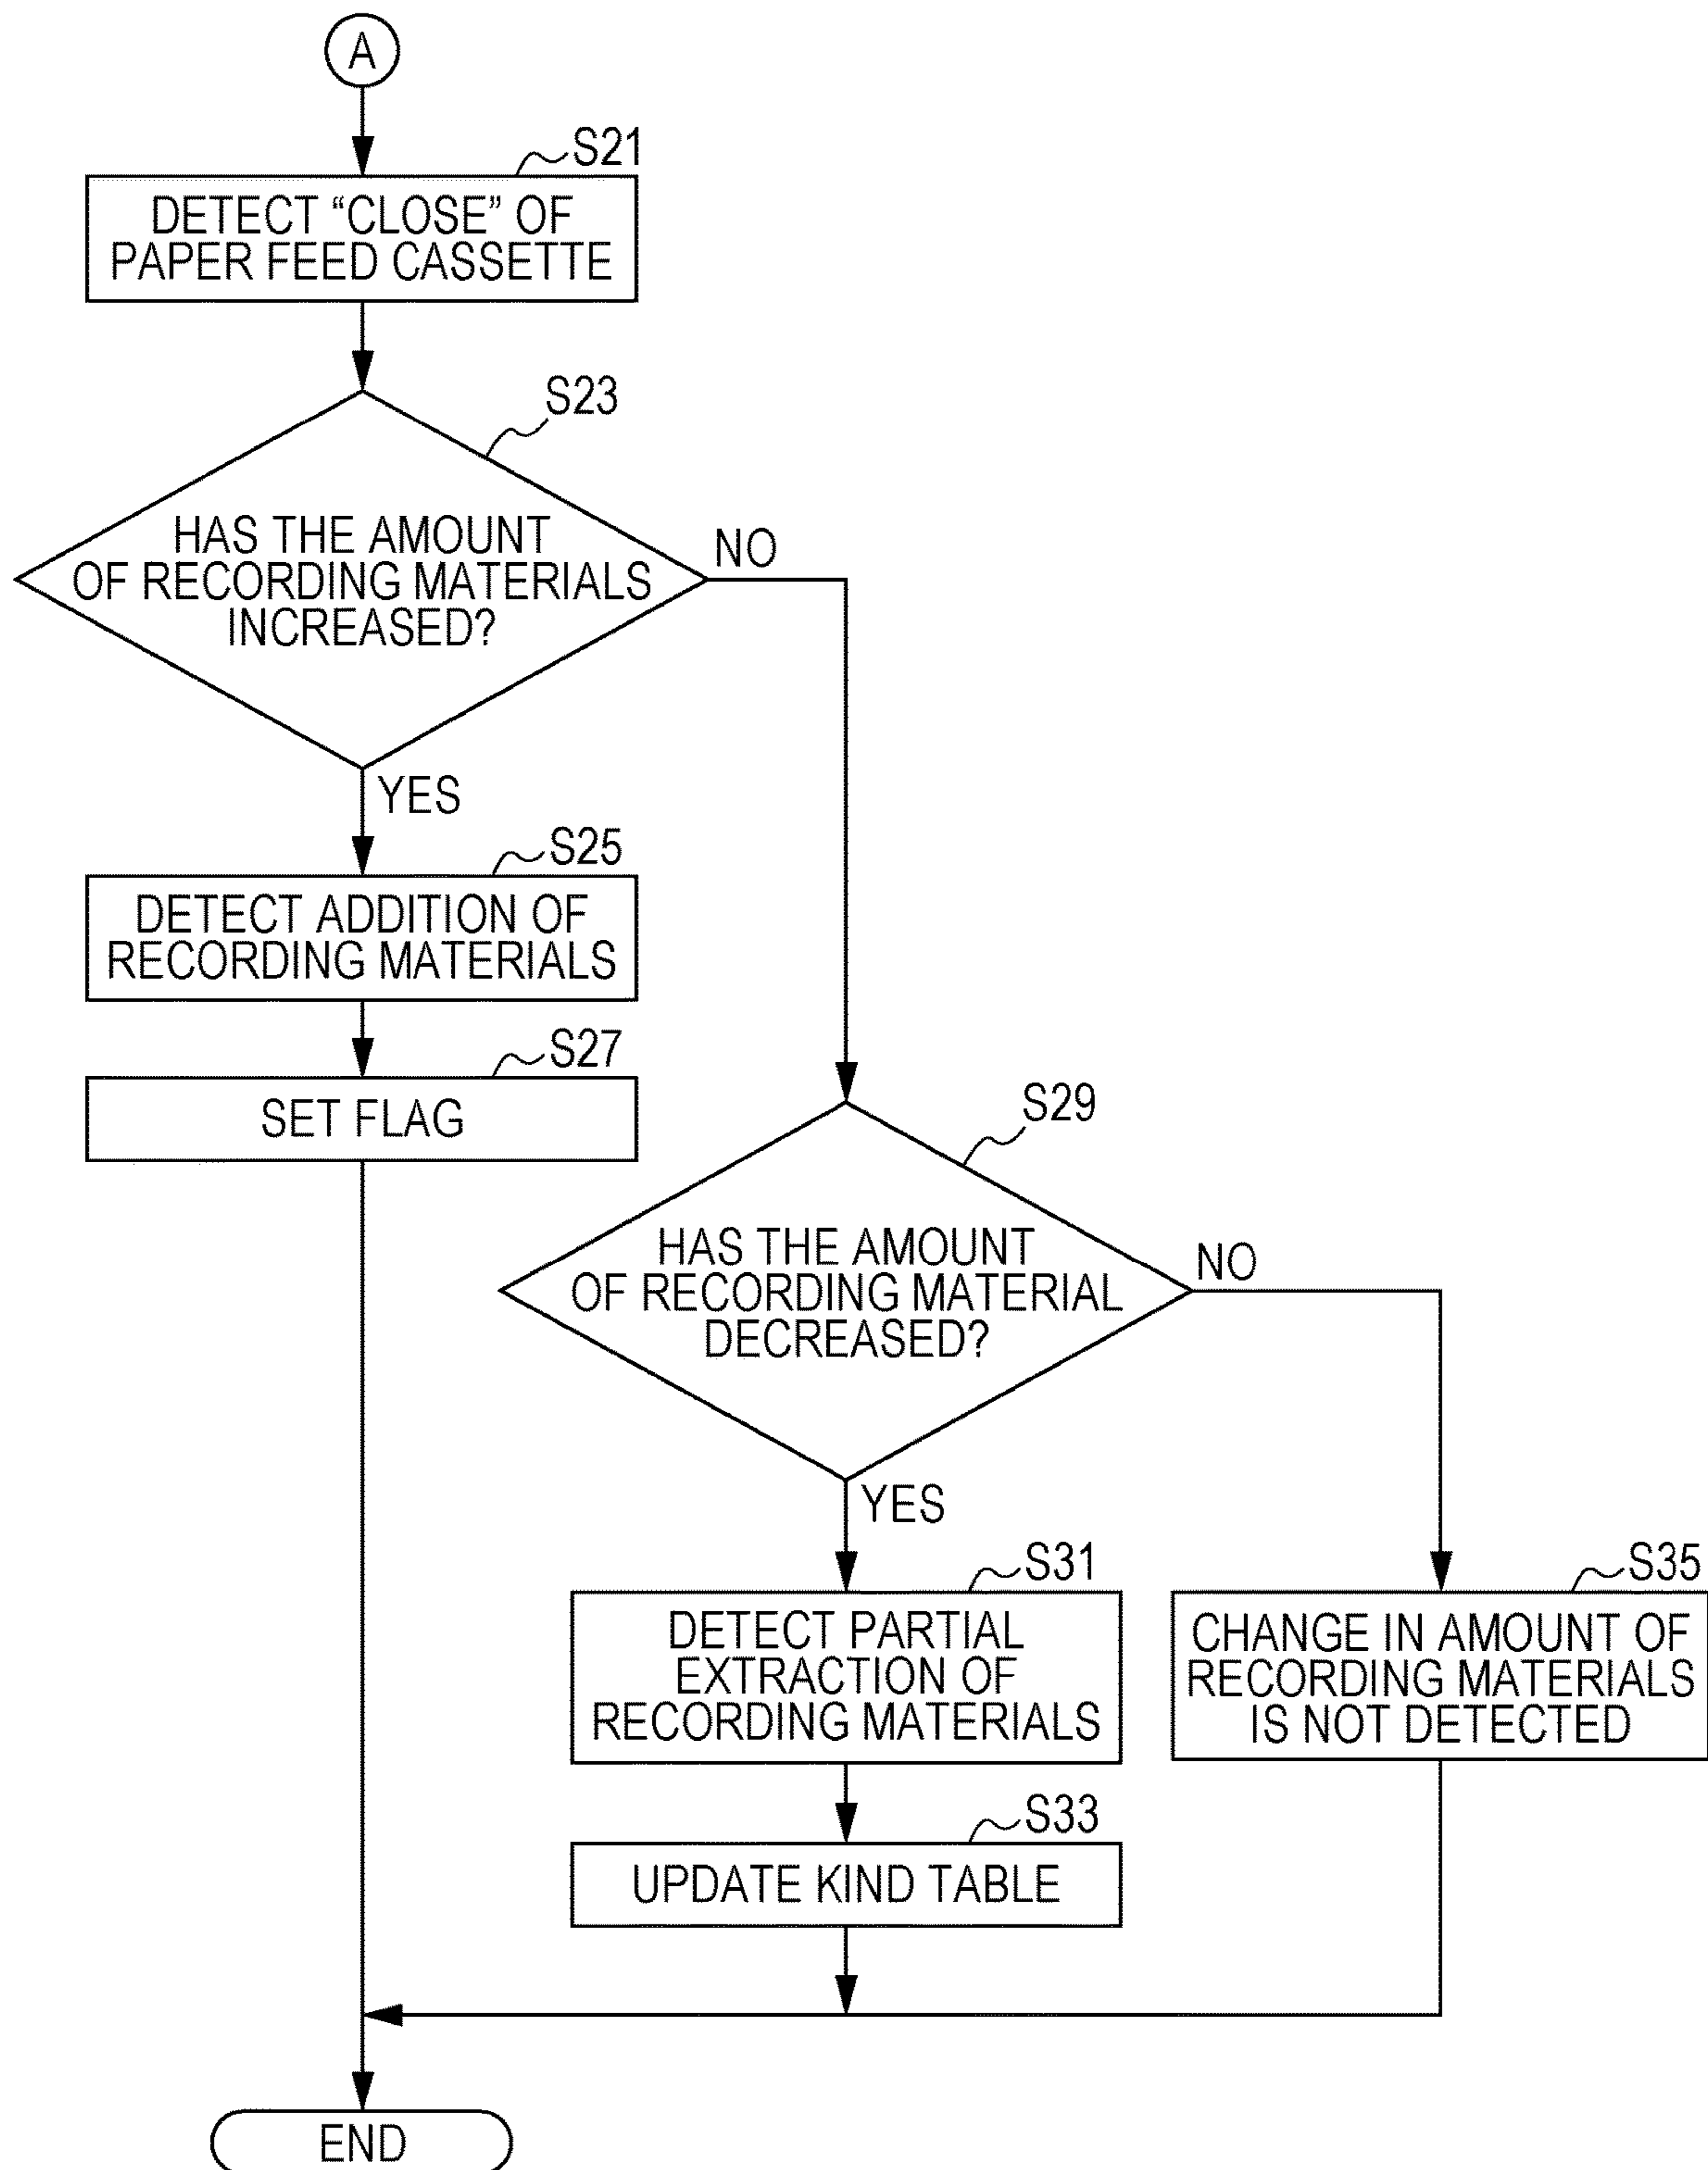 A
S21
DETECT “CLOSE” OF
PAPER FEED CASSETTE
S23
HAS THE AMOUNT
OF RECORDING MATERIALS
INCREASED?
NO
YES
S25
DETECT ADDITION OF
RECORDING MATERIALS
S27
SET FLAG
S29
HAS THE AMOUNT
OF RECORDING MATERIAL
DECREASED?
NO
YES
S31
DETECT PARTIAL
EXTRACTION OF
RECORDING MATERIALS
S35
CHANGE IN AMOUNT OF
RECORDING MATERIALS
IS NOT DETECTED
S33
UPDATE KIND TABLE
END